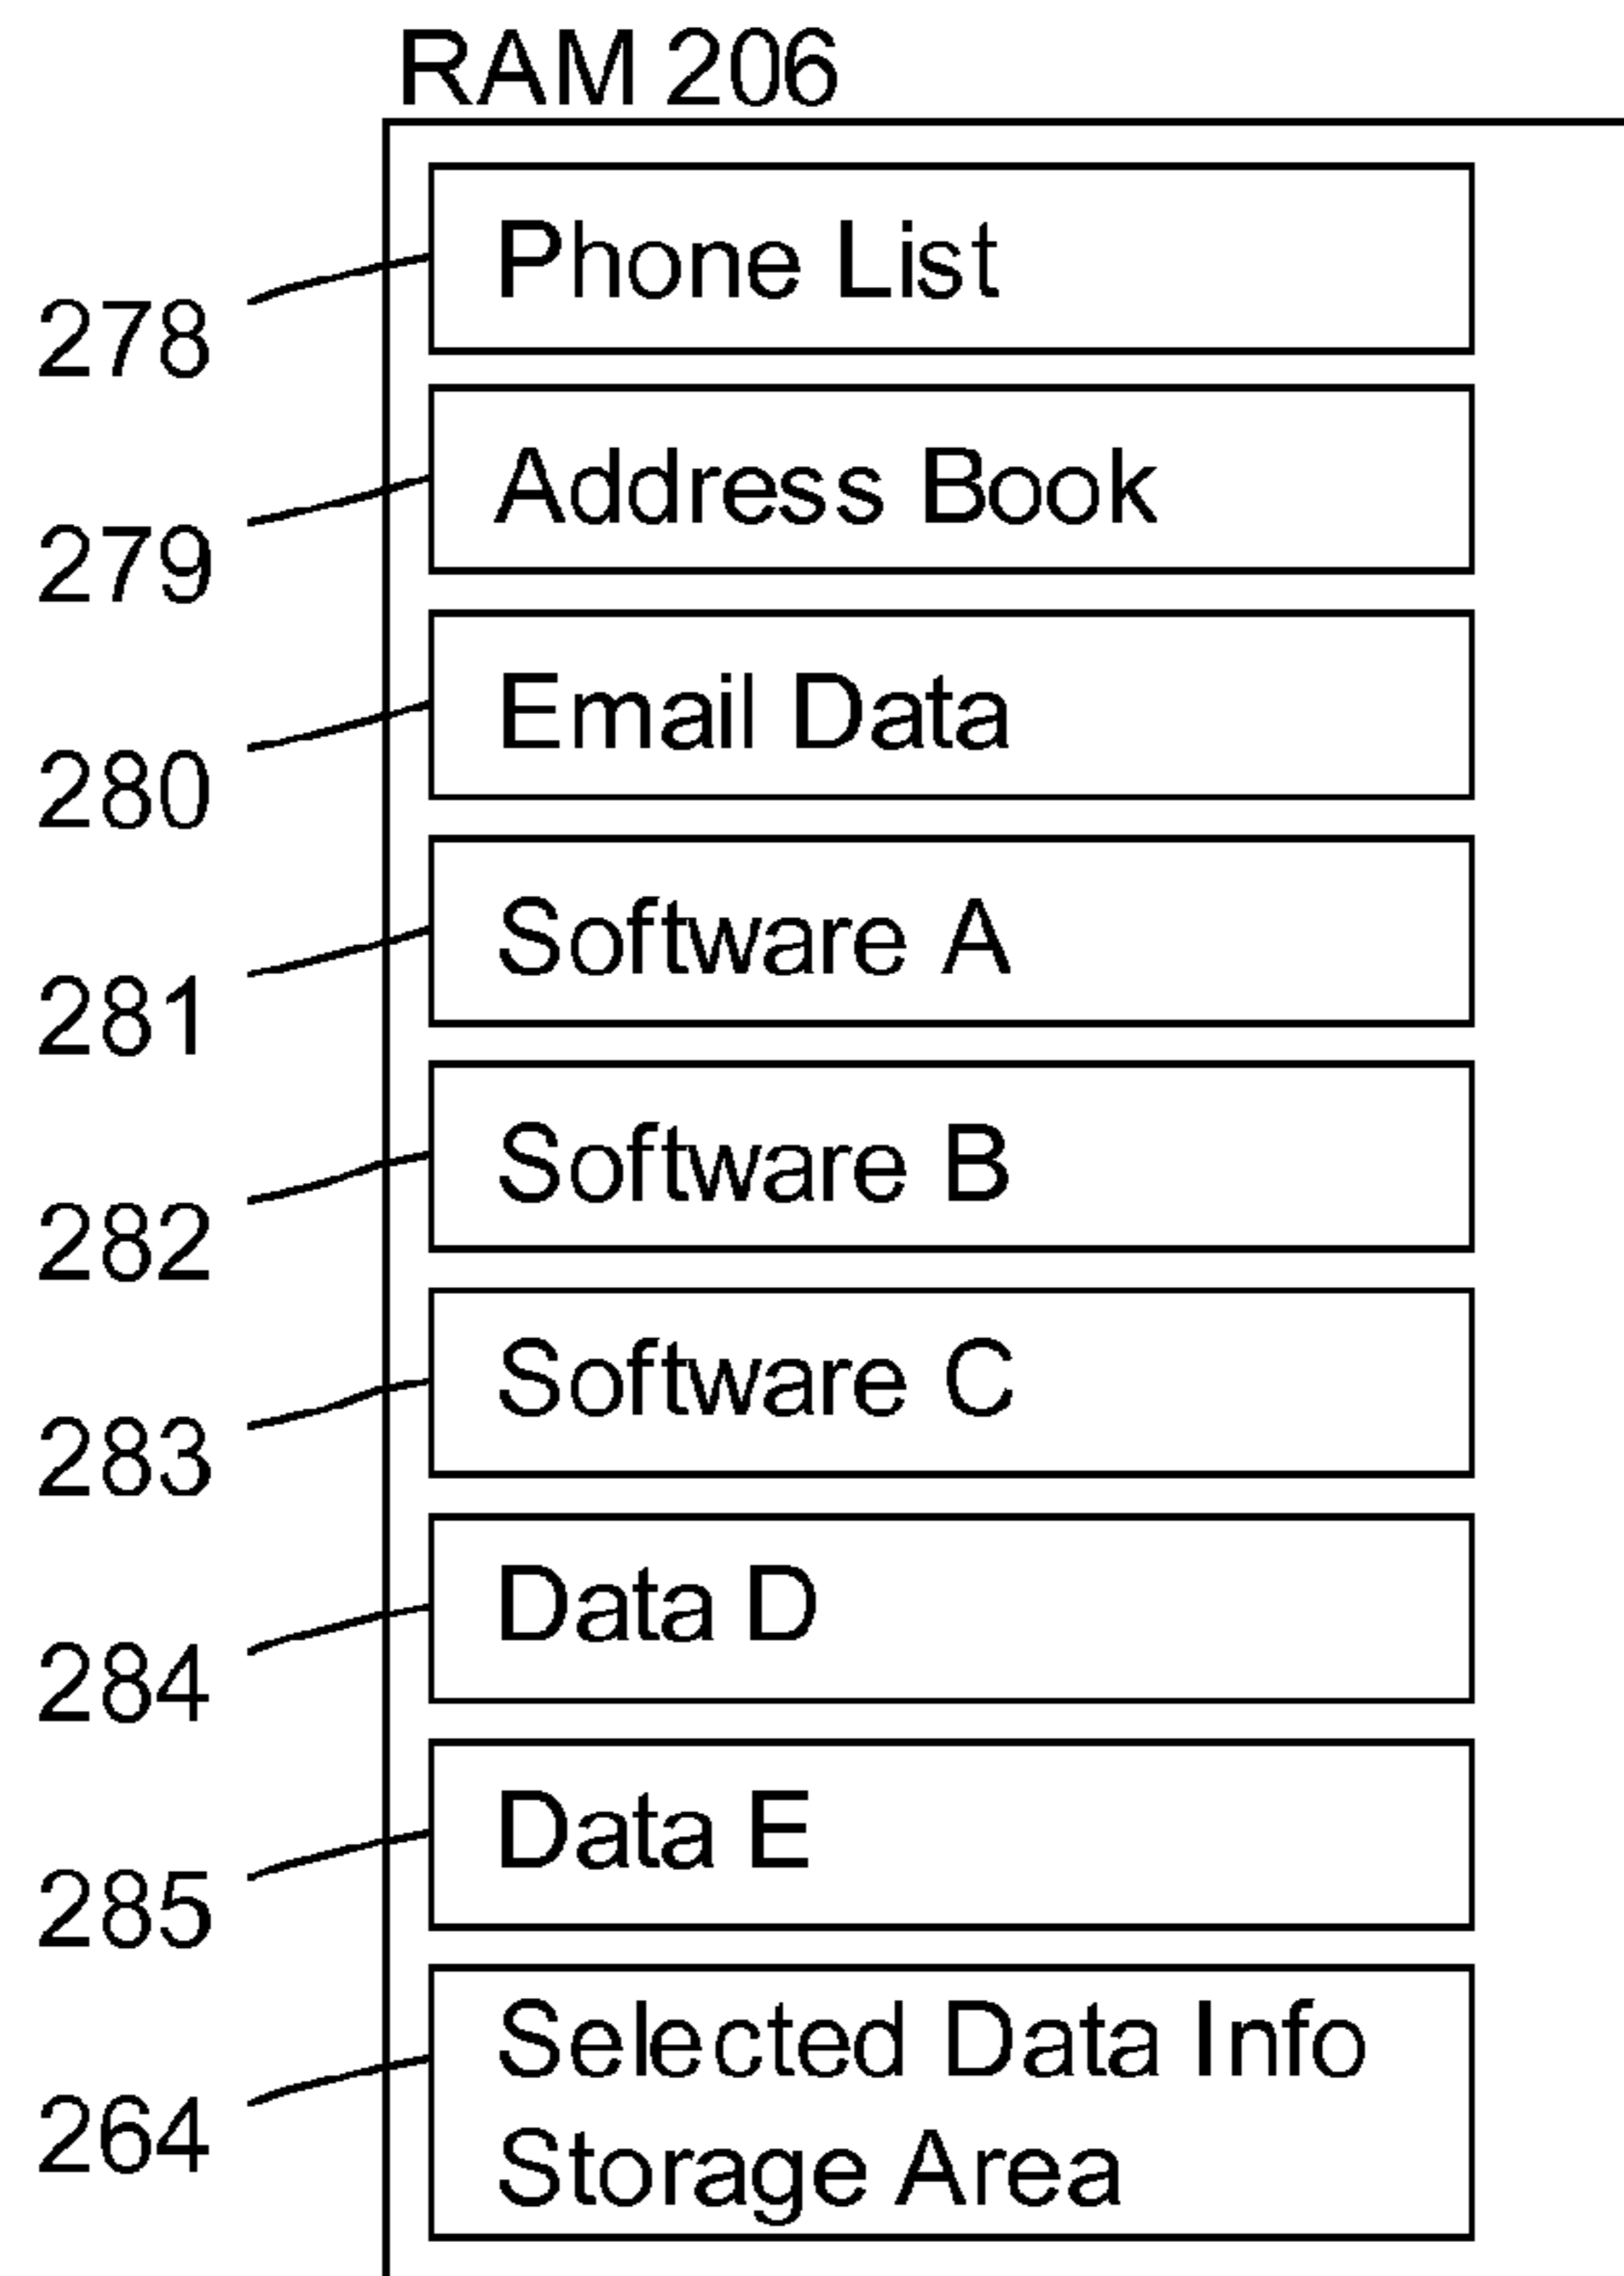 RAM 206
278 Phone List
279 Address Book
280 Email Data
281 Software A
282 Software B
283 Software C
284 Data D
285 Data E
264 Selected Data Info
Storage Area